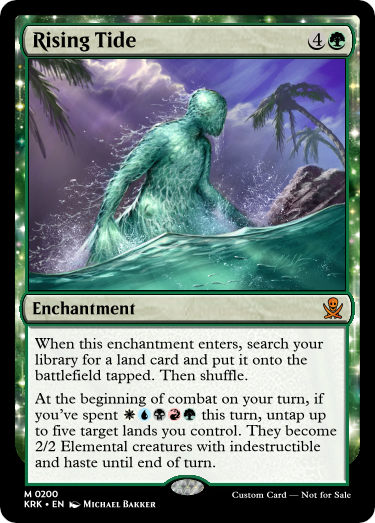 Rising Tide 4
Enchantment
When this enchantment enters, search your
library for a land card and put it onto the
battlefield tapped. Then shuffle.
At the beginning of combat on your turn, if
you've spent this turn, untap up
to five target lands you control. They become
2/2 Elemental creatures with indestructible
and haste until end of turn.
M 0200
KRK • EN Michael Bakker
Custom Card — Not for Sale